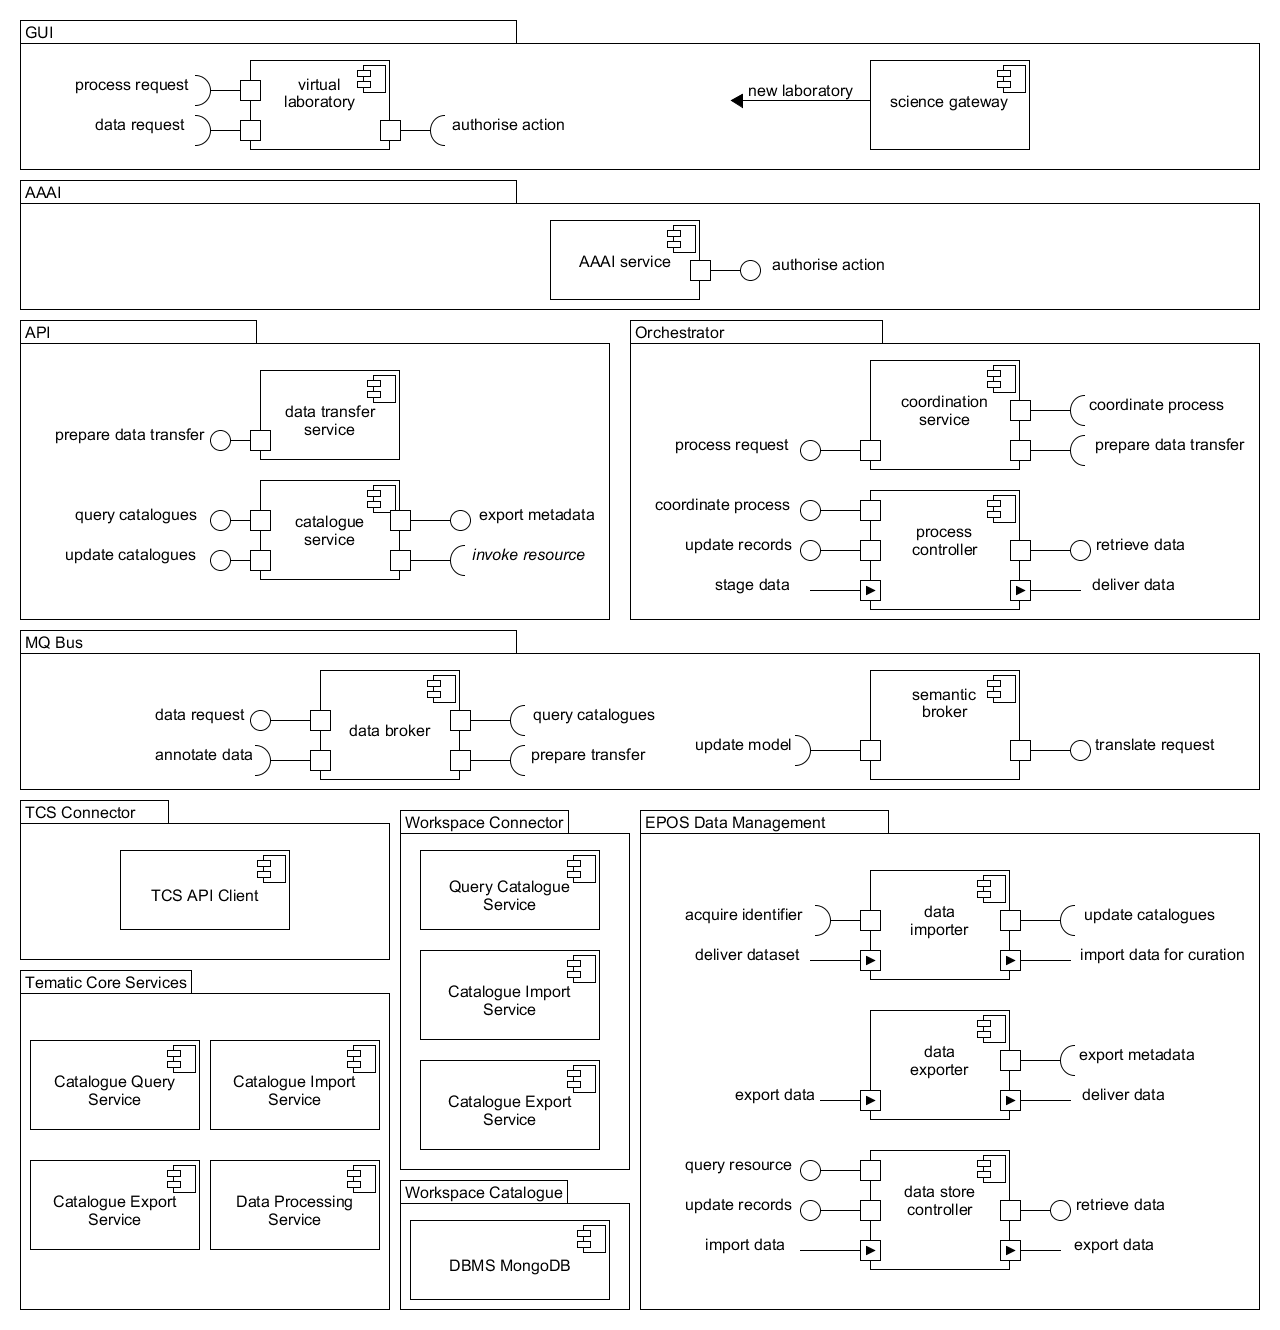 GUI
process request
virtual
laboratory
data request
authorise action
new laboratory
science gateway
AAAI
AAAI service
authorise action
API
data transfer
service
prepare data transfer
query catalogues
catalogue
service
export metadata
update catalogues
invoke resource
Orchestrator
coordination
service
coordinate process
process request
prepare data transfer
coordinate process
process
controller
update records
retrieve data
stage data
deliver data
MQ Bus
data request
data broker
query catalogues
annotate data
prepare transfer
semantic
broker
update model
translate request
TCS Connector
TCS API Client
Tematic Core Services
Catalogue Query
Service
Catalogue Import
Service
Catalogue Export
Service
Data Processing
Service
Workspace Connector
Query Catalogue
Service
Catalogue Import
Service
Catalogue Export
Service
Workspace Catalogue
DBMS MongoDB
EPOS Data Management
acquire identifier
data
importer
update catalogues
deliver dataset
import data for curation
data
exporter
export metadata
export data
deliver data
query resource
data store
controller
update records
retrieve data
import data
export data